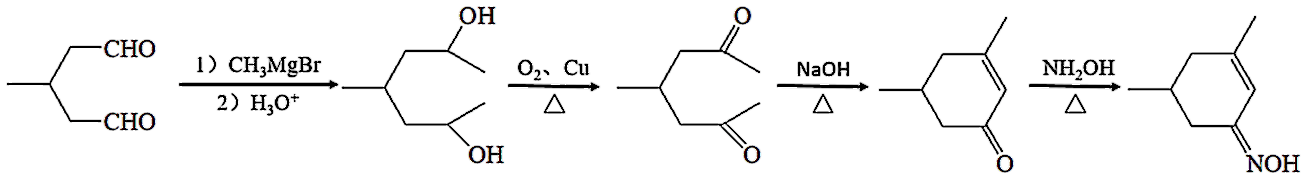 CHO
CHO
1）CH₃MgBr
2）H₃O⁺
OH
OH
O₂、Cu
△
O
O
NaOH
△
O
NH₂OH
△
NOH